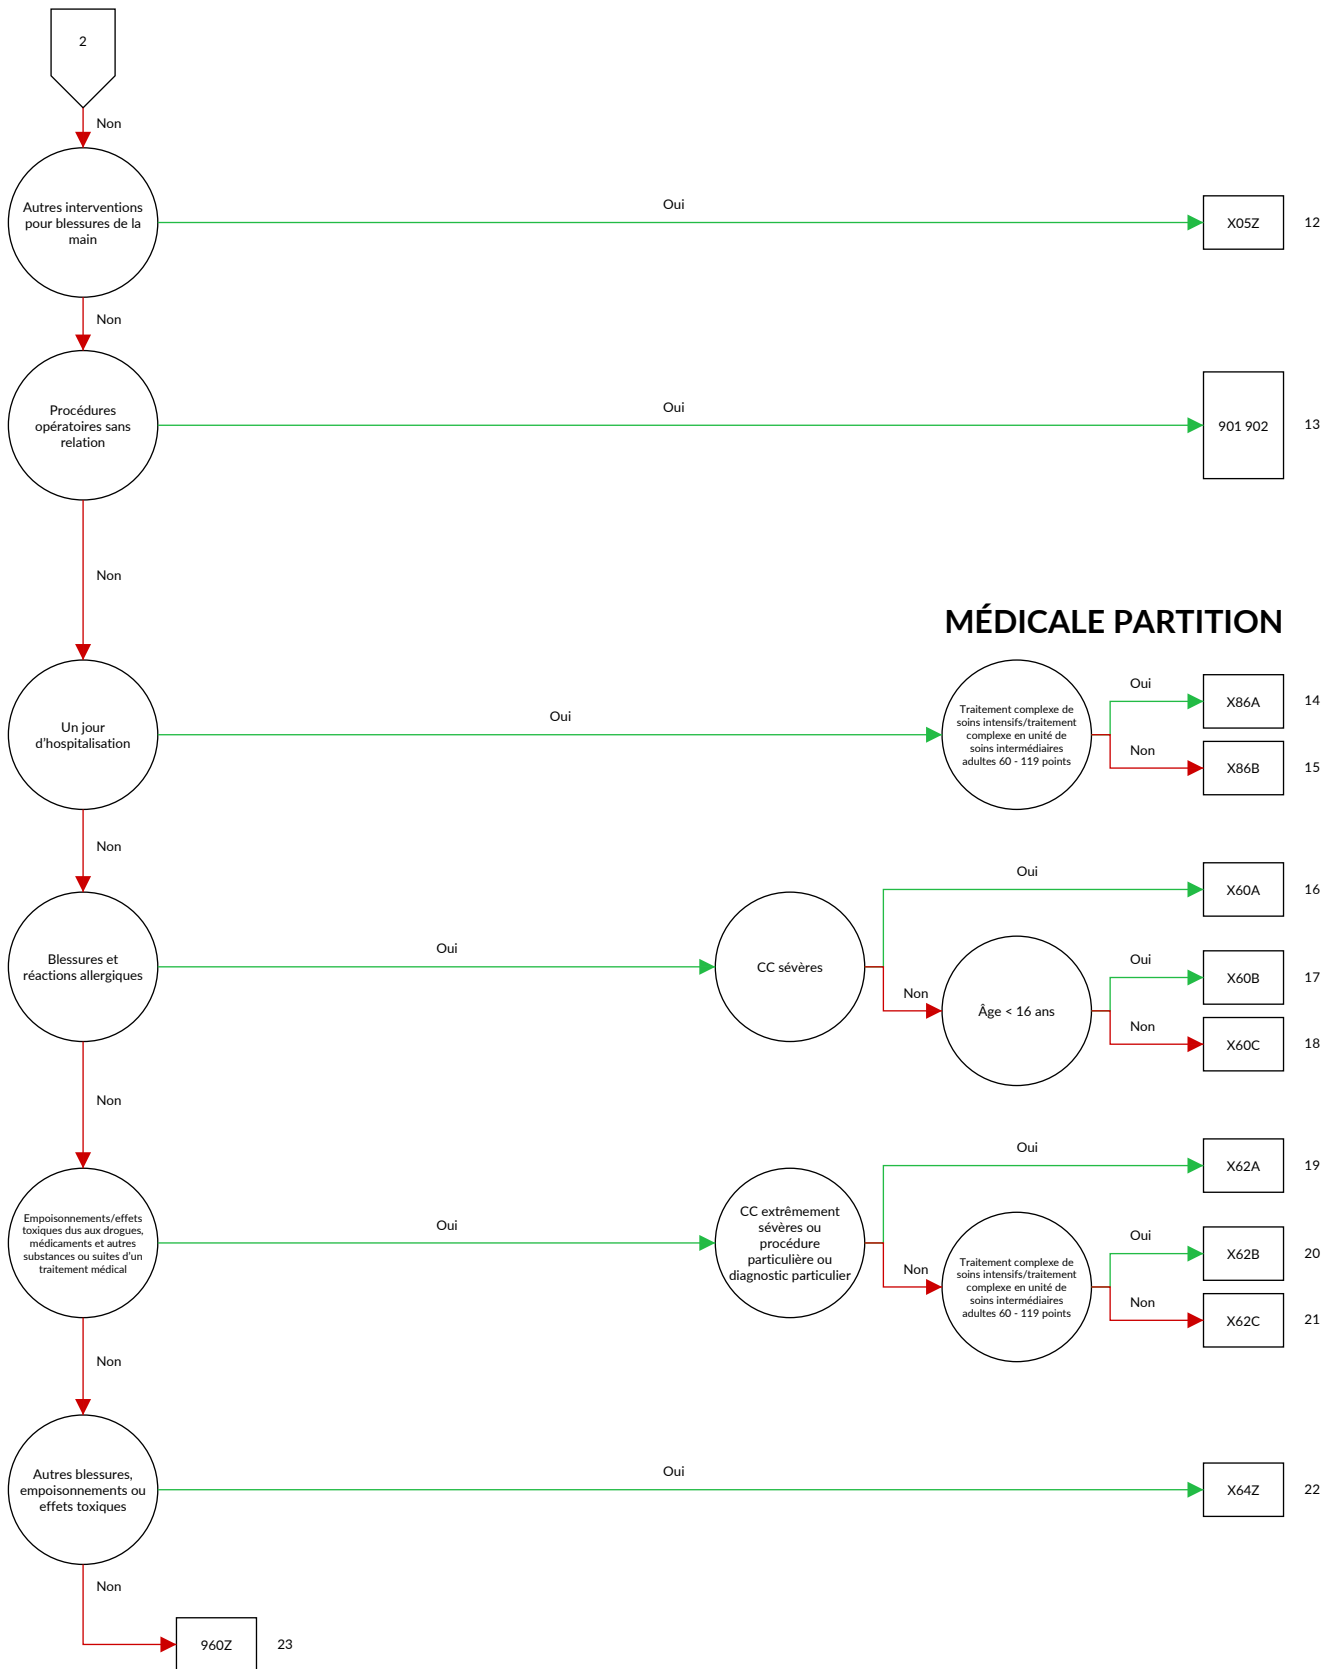 2
Non
Autres interventions
pour blessures de la
main
Oui
X05Z
12
Non
Procédures
opératoires sans
relation
Oui
901 902
13
Non
MÉDICALE PARTITION
Un jour
d'hospitalisation
Oui
Traitement complexe de
soins intensifs/traitement
complexe en unité de
soins intermédiaires
adultes 60 - 119 points
Oui
X86A
14
Non
X86B
15
Non
Blessures et
réactions allergiques
Oui
CC sévères
Oui
X60A
16
Non
Âge < 16 ans
Oui
X60B
17
Non
X60C
18
Non
Empoisonnements/effets
toxiques dus aux drogues,
médicaments et autres
substances ou suites d'un
traitement médical
Oui
CC extrêmement
sévères ou
procédure
particulière ou
diagnostic particulier
Oui
X62A
19
Non
Traitement complexe de
soins intensifs/traitement
complexe en unité de
soins intermédiaires
adultes 60 - 119 points
Oui
X62B
20
Non
X62C
21
Non
Autres blessures,
empoisonnements ou
effets toxiques
Oui
X64Z
22
Non
960Z
23